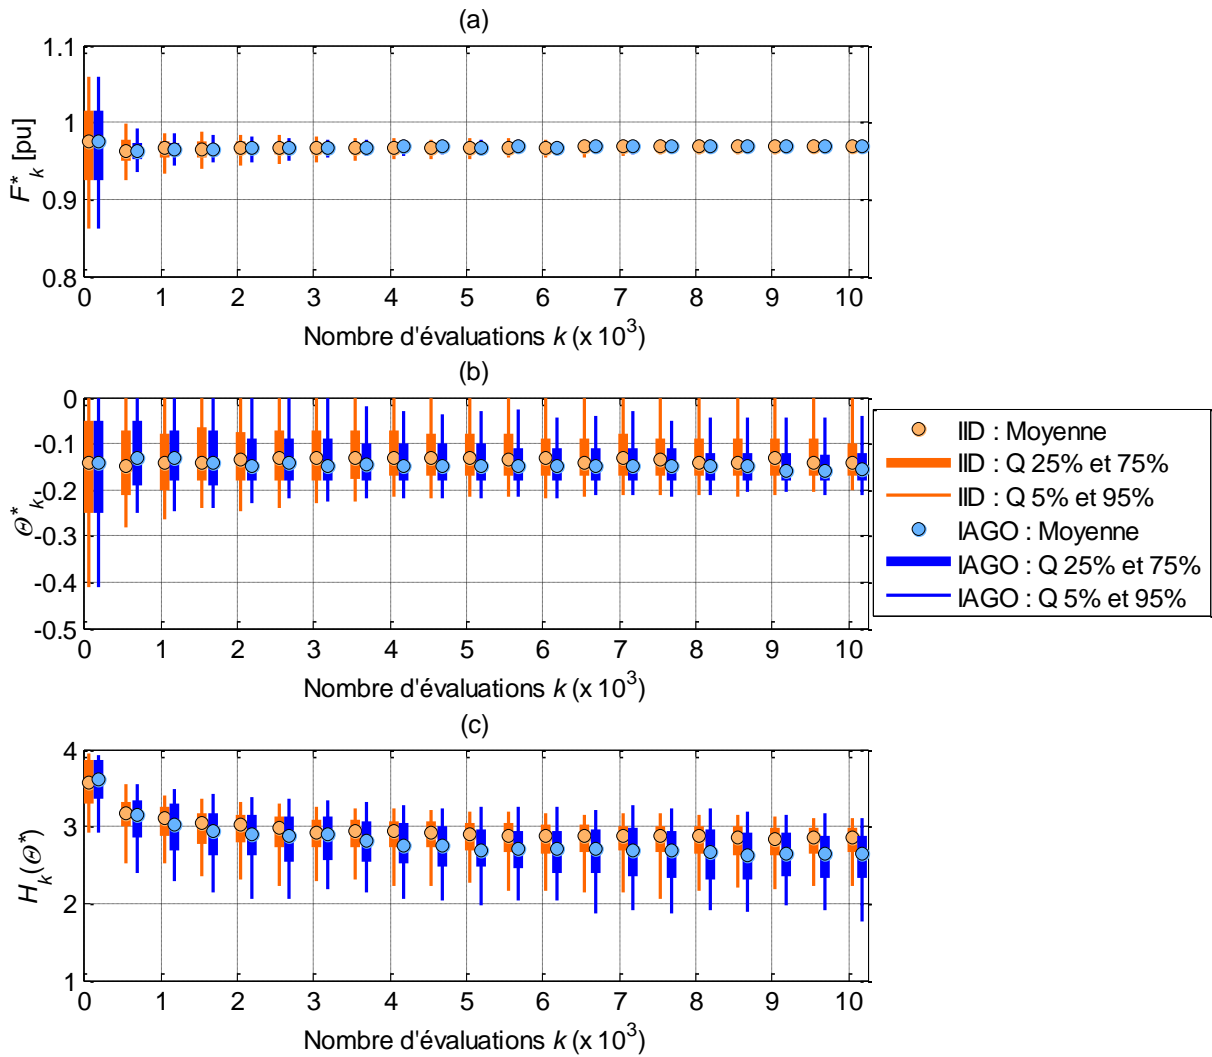 (a)
1.1
1
0.9
0.8
F*k [pu]
0 1 2 3 4 5 6 7 8 9 10
Nombre d'évaluations k (x 10³)
(b)
0
-0.1
-0.2
-0.3
-0.4
-0.5
Θ*k
0 1 2 3 4 5 6 7 8 9 10
Nombre d'évaluations k (x 10³)
IID : Moyenne
IID : Q 25% et 75%
IID : Q 5% et 95%
IAGO : Moyenne
IAGO : Q 25% et 75%
IAGO : Q 5% et 95%
(c)
4
3
2
1
Hk(Θ*)
0 1 2 3 4 5 6 7 8 9 10
Nombre d'évaluations k (x 10³)